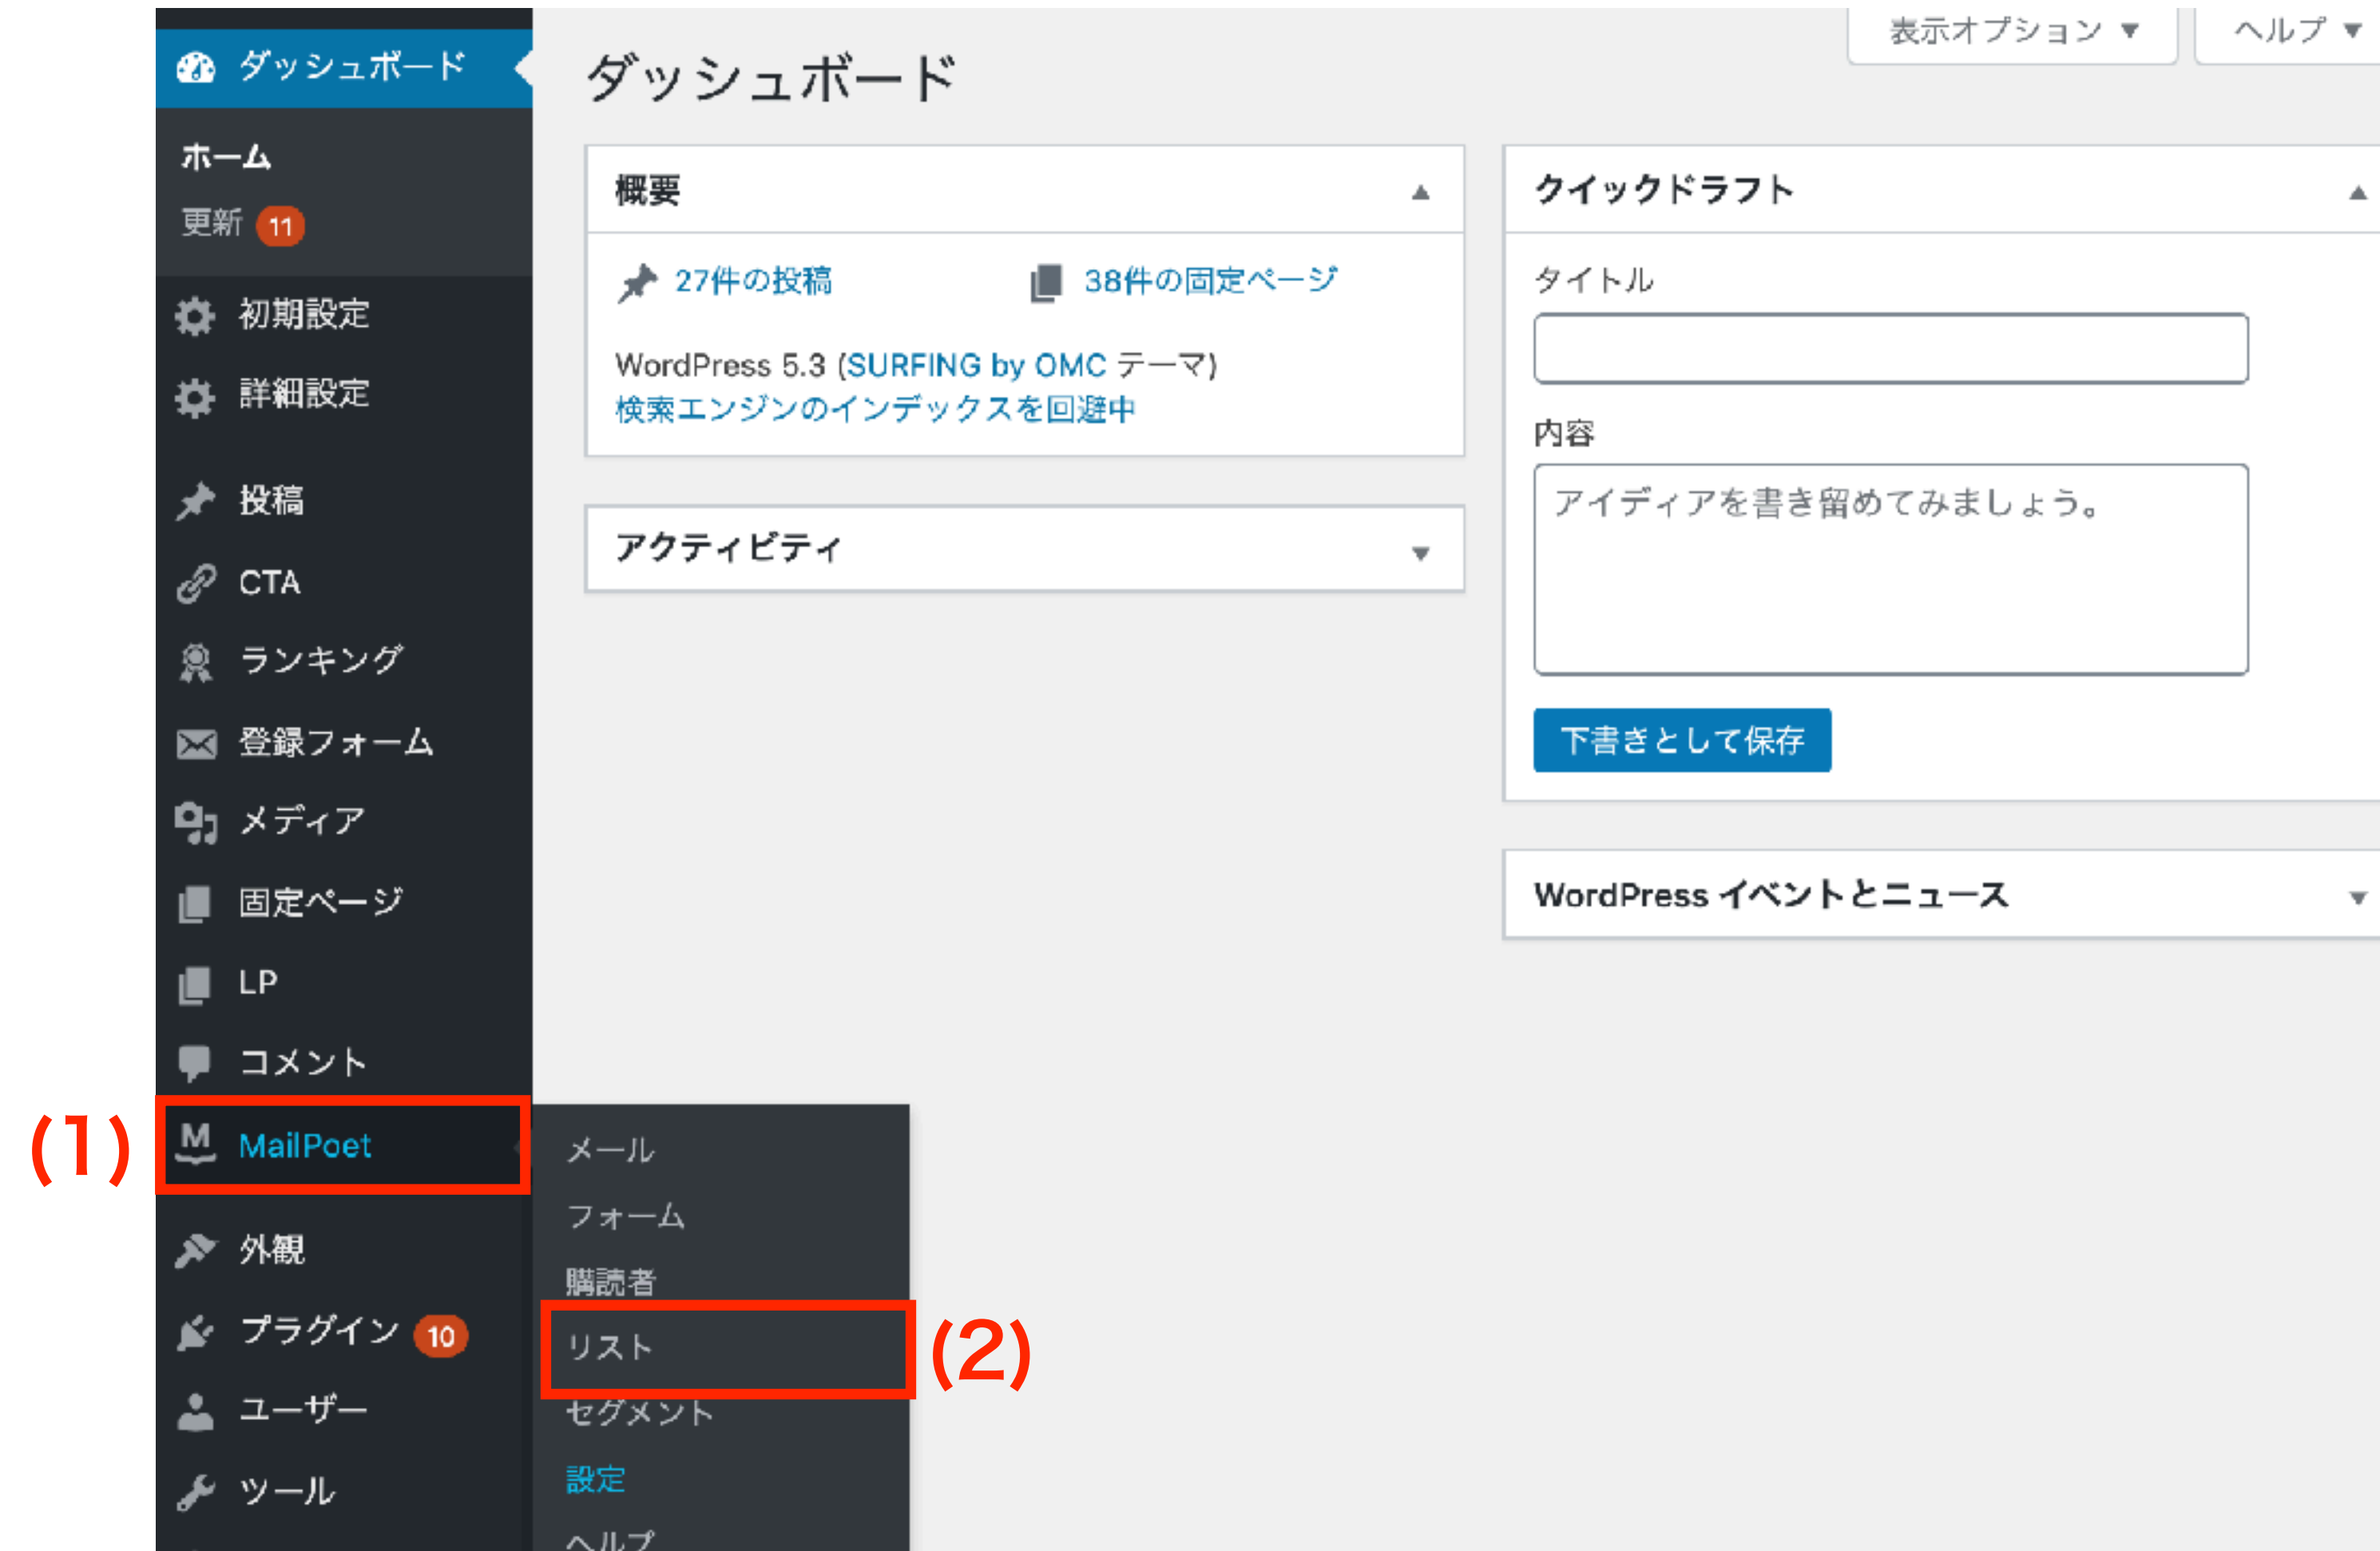 ダッシュボード
ホーム
更新 11
初期設定
詳細設定
投稿
CTA
ランキング
登録フォーム
メディア
固定ページ
LP
コメント
(1)
MailPoet
外観
プラグイン 10
ユーザー
ツール
メール
フォーム
購読者
リスト
(2)
セグメント
設定
ヘルプ
表示オプション ▼
ヘルプ ▼
ダッシュボード
概要
27件の投稿
38件の固定ページ
WordPress 5.3 (SURFING by OMC テーマ)
検索エンジンのインデックスを回避中
アクティビティ
クイックドラフト
タイトル
内容
アイディアを書き留めてみましょう。
下書きとして保存
WordPress イベントとニュース